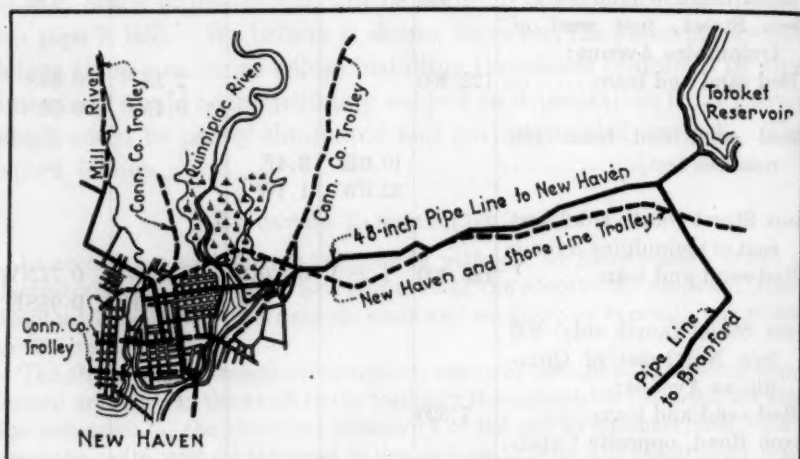 Mill River
Conn. Co. Trolley
Quinnipiac River
Conn. Co. Trolley
Totoket
Reservoir
48-inch Pipe Line to New Haven
New Haven and Shore Line Trolley
Conn. Co.
Trolley
Pipe Line
to Branford
NEW HAVEN